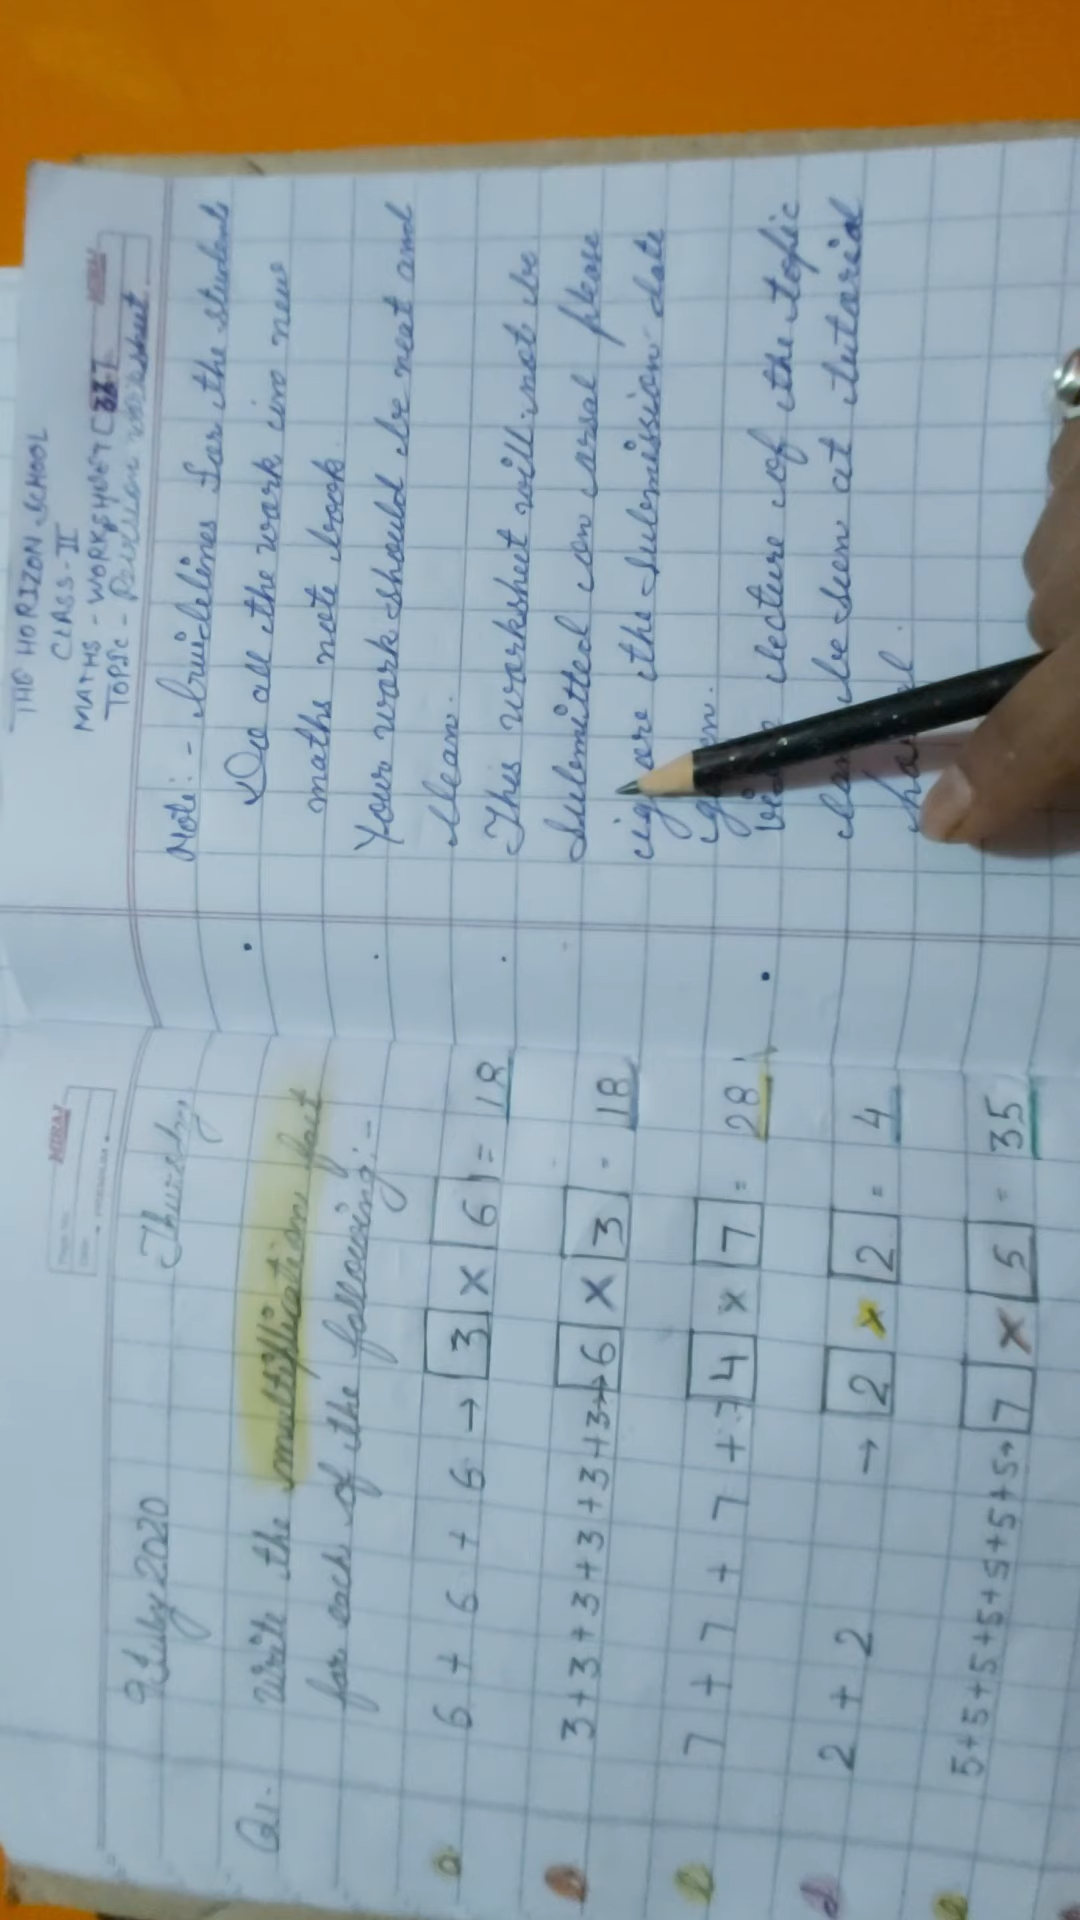 9 July 2020 Thursday
Q1. Write the multiplication fact
for each of the following:-
a 6 + 6 + 6 → 3 × 6 = 18
b 3+3+3+3+3+3→ 6 × 3 = 18
7 + 7 + 7 + 7 4 × 7 = 28
d 2 + 2 → 2 × 2 = 4
5+5+5+5+5+5+5→ 7 × 5 = 35
THE HORIZON SCHOOL
CLASS-II
MATHS - WORKSHEET
TOPIC - Revision worksheet
Note:- Guidelines for the students
• Do all the work in new
maths note book
• Your work should be neat and
clean.
• This worksheet will not be
submitted on portal please
ignore the submission date
given.
• Video lecture of the topic
can be seen at tutorial